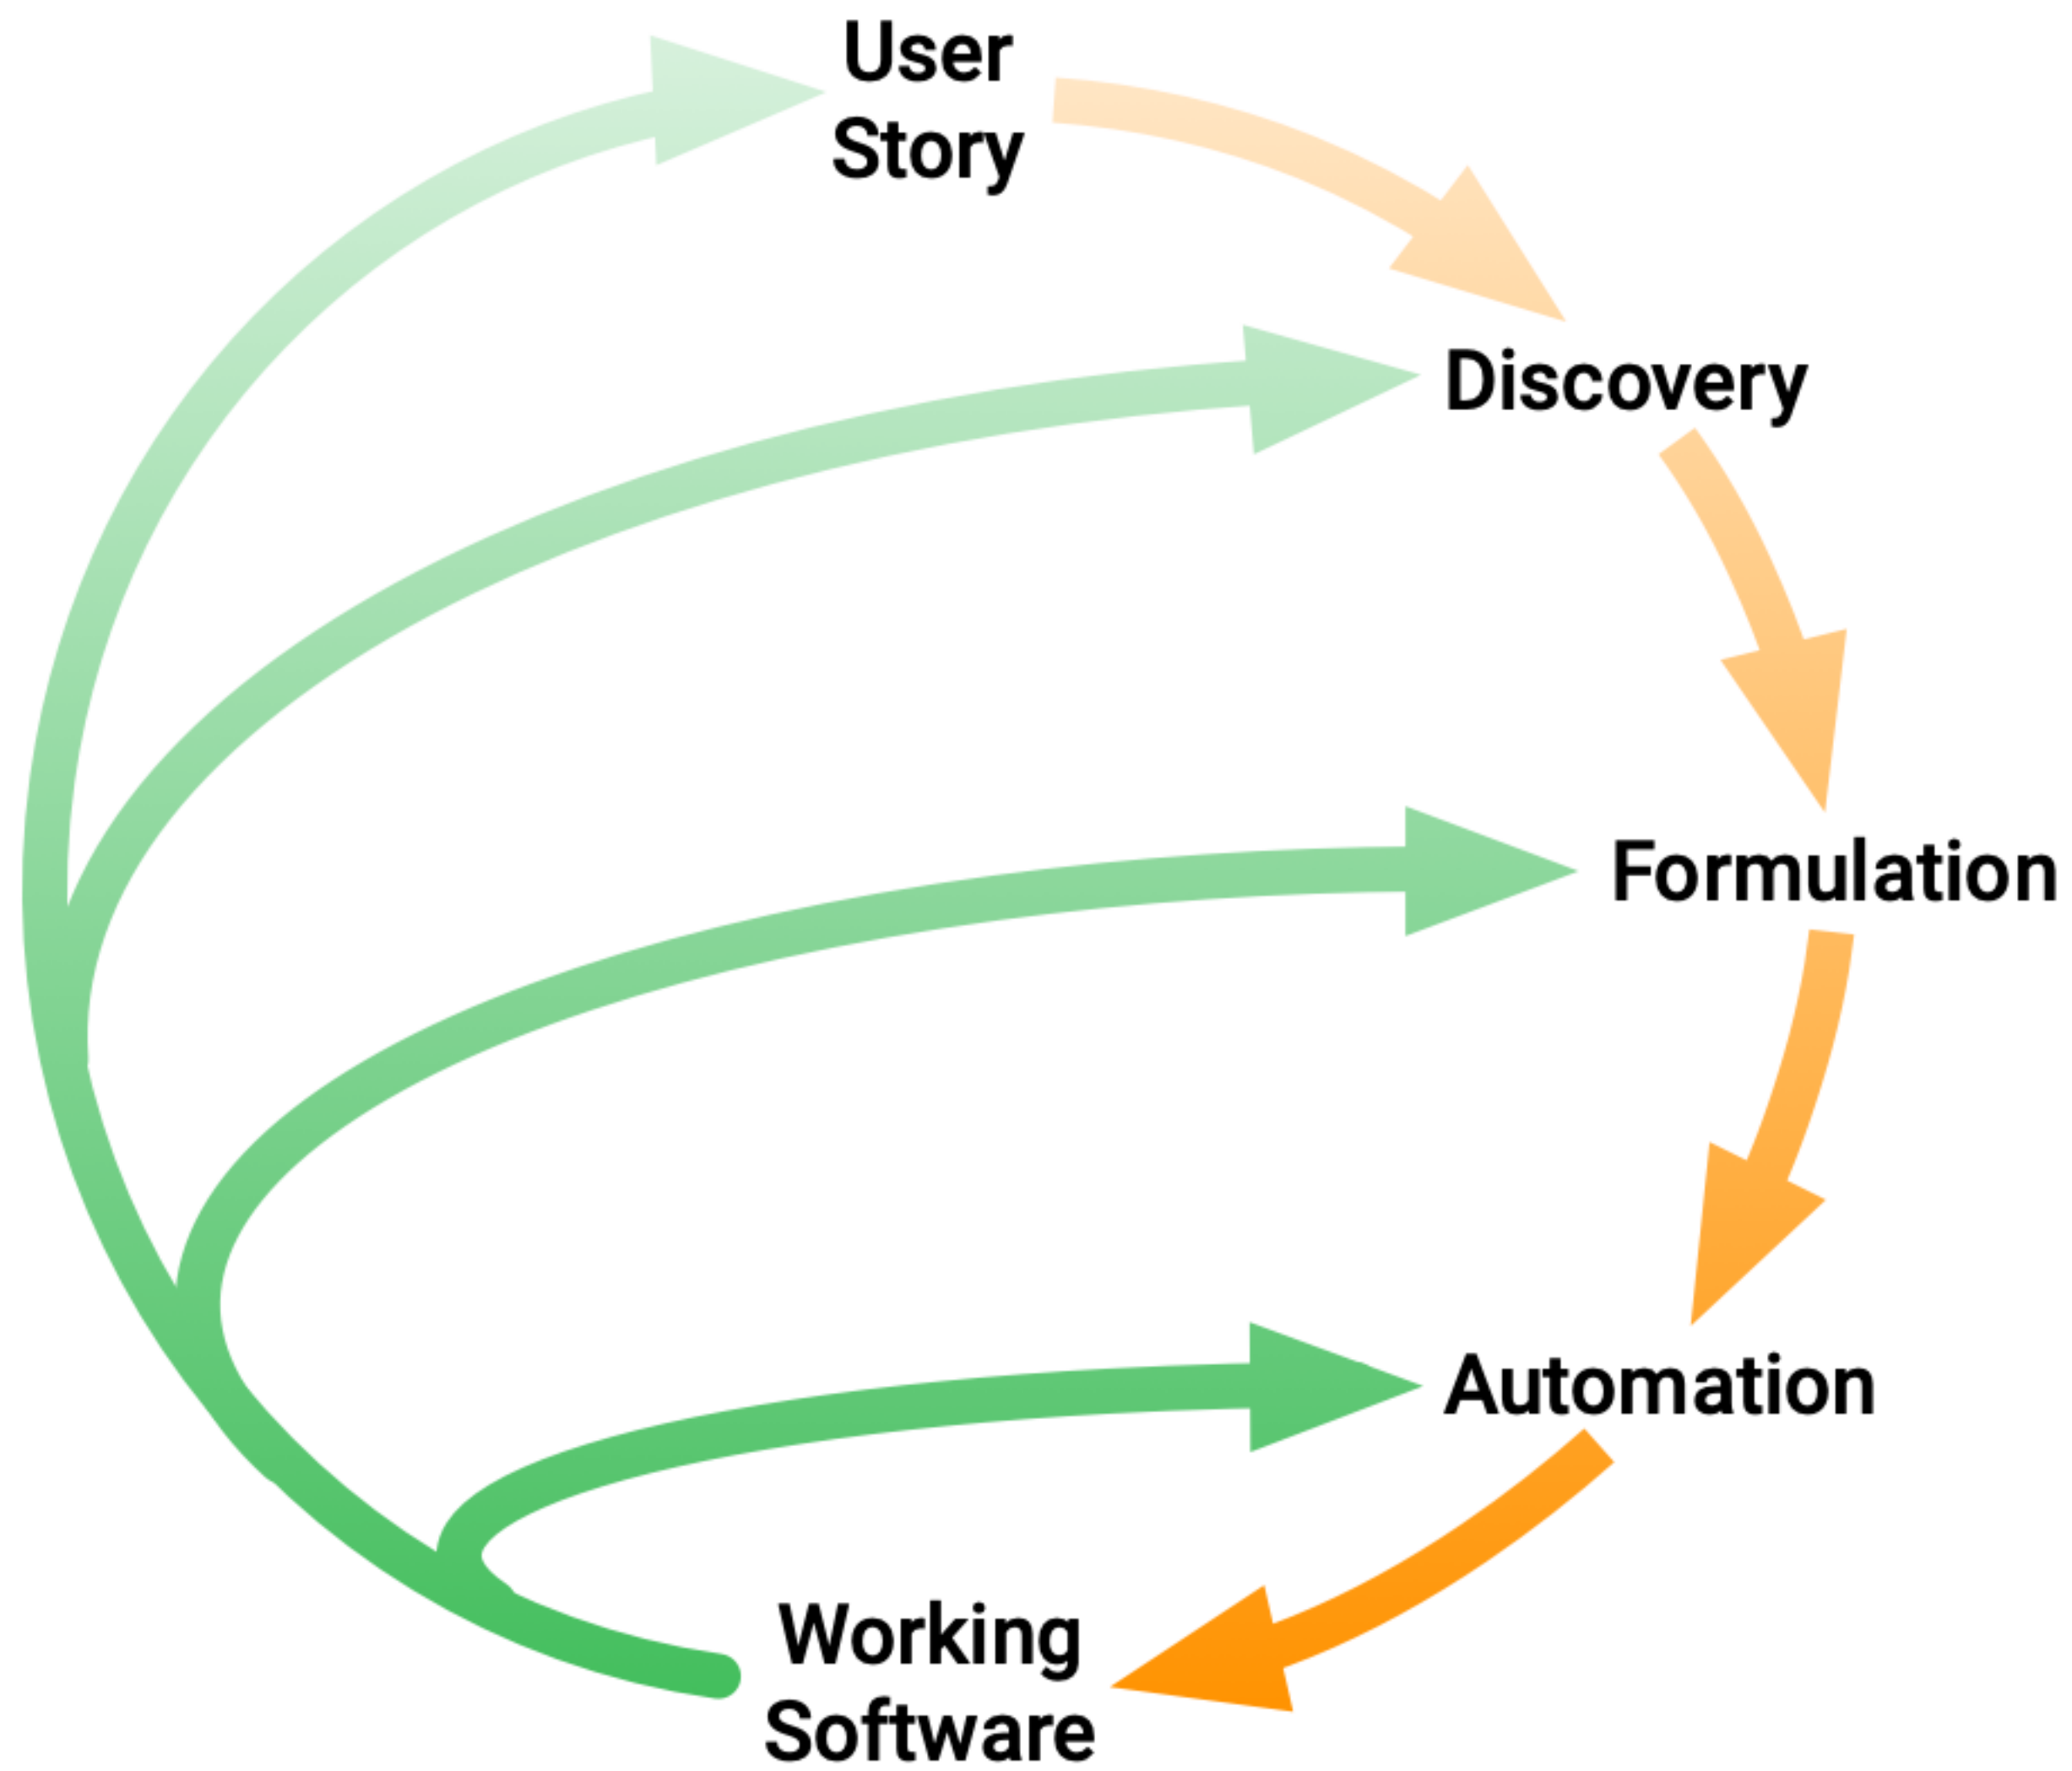 User
Story
Discovery
Formulation
Automation
Working
Software